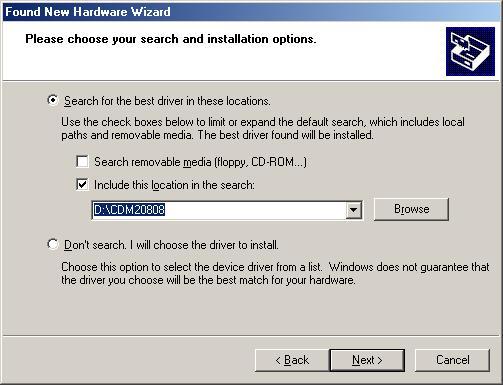 Found New Hardware Wizard
Please choose your search and installation options.
Search for the best driver in these locations.
Use the check boxes below to limit or expand the default search, which includes local
paths and removable media. The best driver found will be installed.
Search removable media (floppy, CD-ROM...)
Include this location in the search:
D:\CDM20808
Browse
Don't search. I will choose the driver to install.
Choose this option to select the device driver from a list. Windows does not guarantee that
the driver you choose will be the best match for your hardware.
< Back
Next >
Cancel